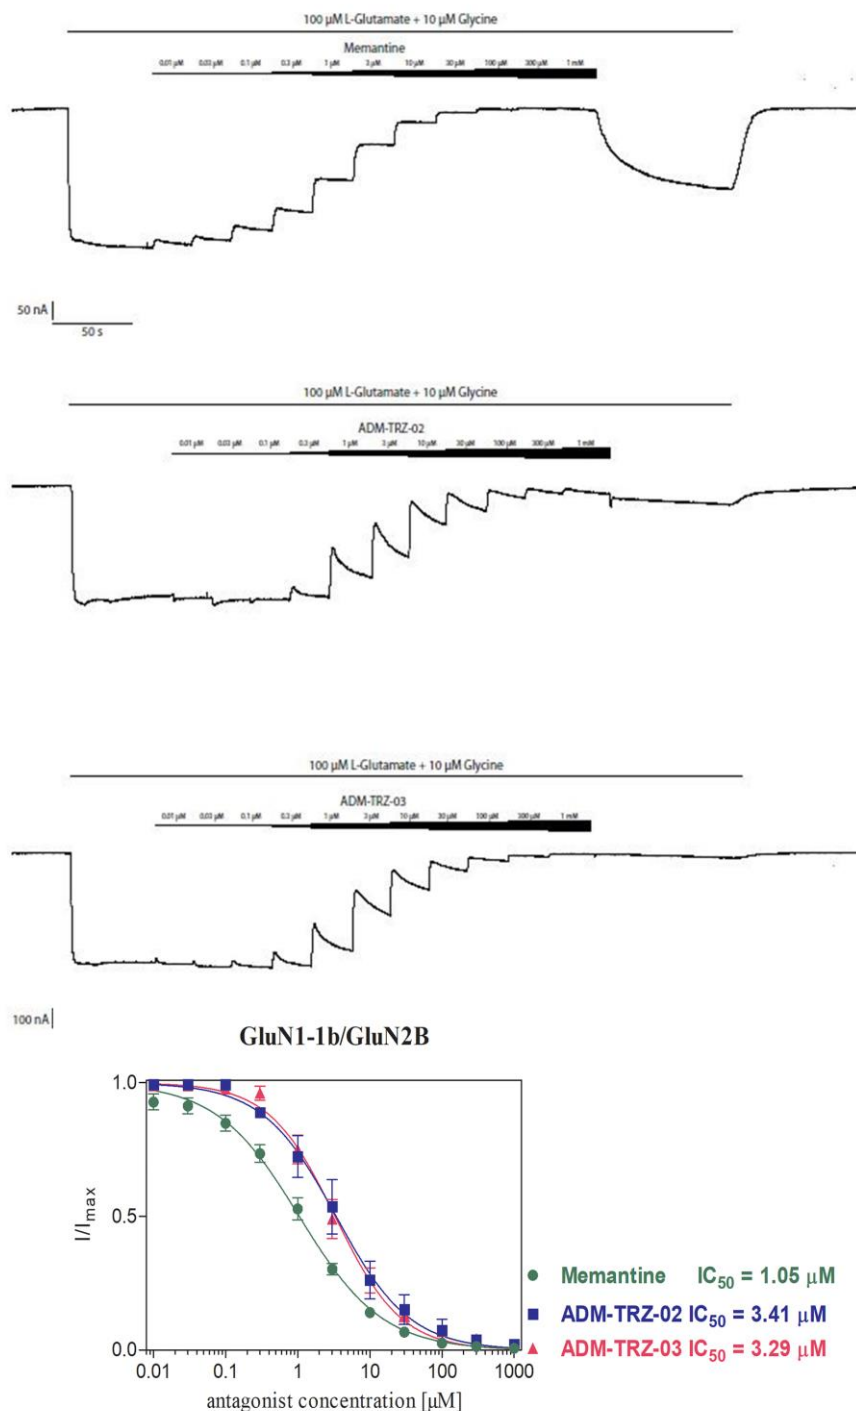 100 µM L-Glutamate + 10 µM Glycine
Memantine
0.01 µM 0.03 µM 0.1 µM 0.3 µM 1 µM 3 µM 10 µM 30 µM 100 µM 300 µM 1 mM
50 nA
50 s
100 µM L-Glutamate + 10 µM Glycine
ADM-TRZ-02
0.01 µM 0.03 µM 0.1 µM 0.3 µM 1 µM 3 µM 10 µM 30 µM 100 µM 300 µM 1 mM
100 µM L-Glutamate + 10 µM Glycine
ADM-TRZ-03
0.01 µM 0.03 µM 0.1 µM 0.3 µM 1 µM 3 µM 10 µM 30 µM 100 µM 300 µM 1 mM
100 nA
GluN1-1b/GluN2B
1.0
0.5
0.0
I/Imax
0.01 0.1 1 10 100 1000
antagonist concentration [µM]
Memantine IC50 = 1.05 µM
ADM-TRZ-02 IC50 = 3.41 µM
ADM-TRZ-03 IC50 = 3.29 µM